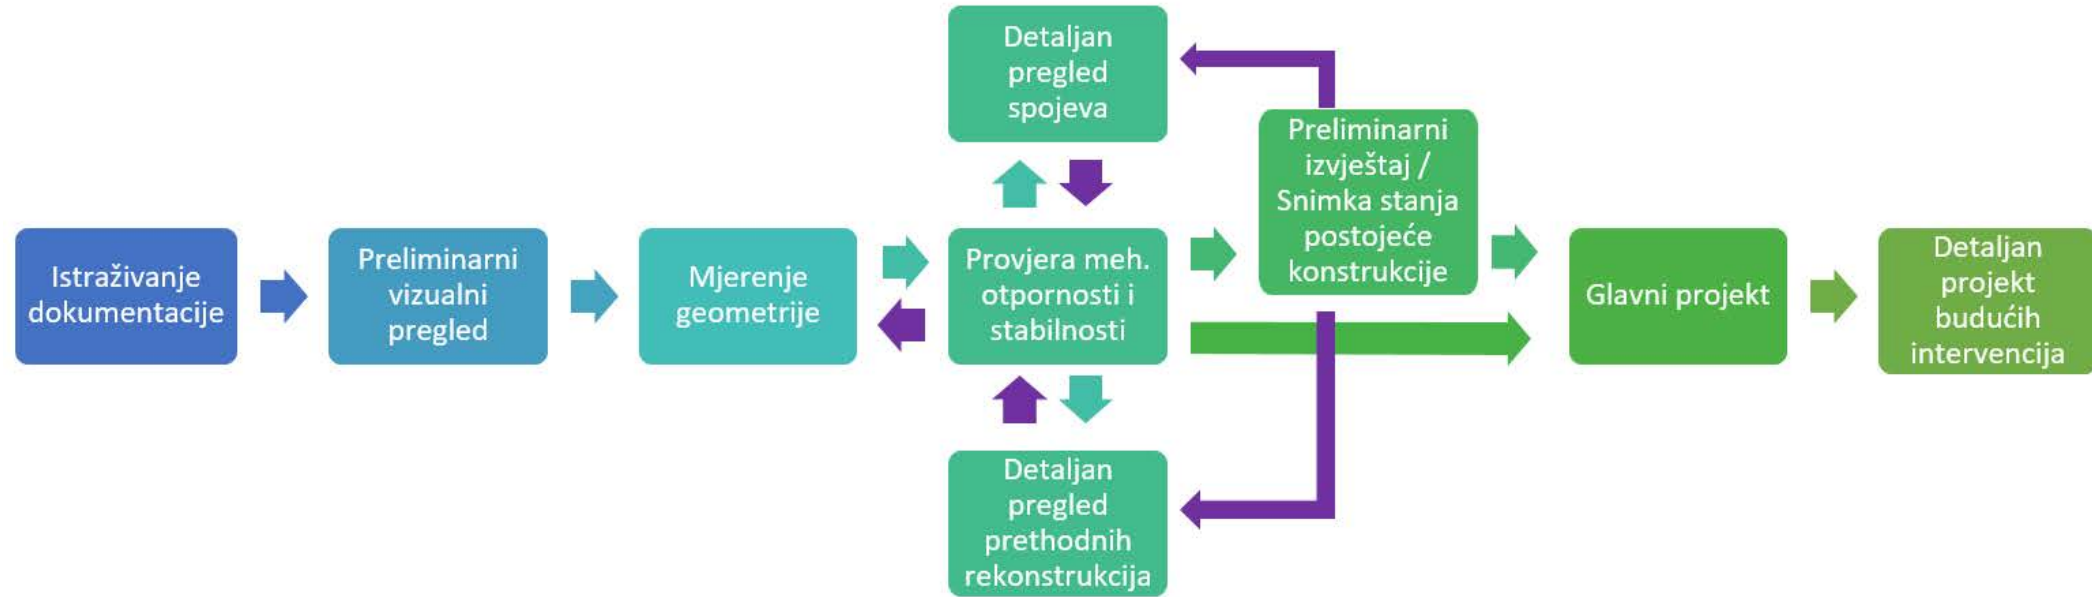 Istraživanje
dokumentacije
Preliminarni
vizualni
pregled
Mjerenje
geometrije
Detaljan
pregled
spojeva
Provjera meh.
otpornosti i
stabilnosti
Detaljan
pregled
prethodnih
rekonstrukcija
Preliminarni
izvještaj /
Snimka stanja
postojeće
konstrukcije
Glavni projekt
Detaljan
projekt
budućih
intervencija